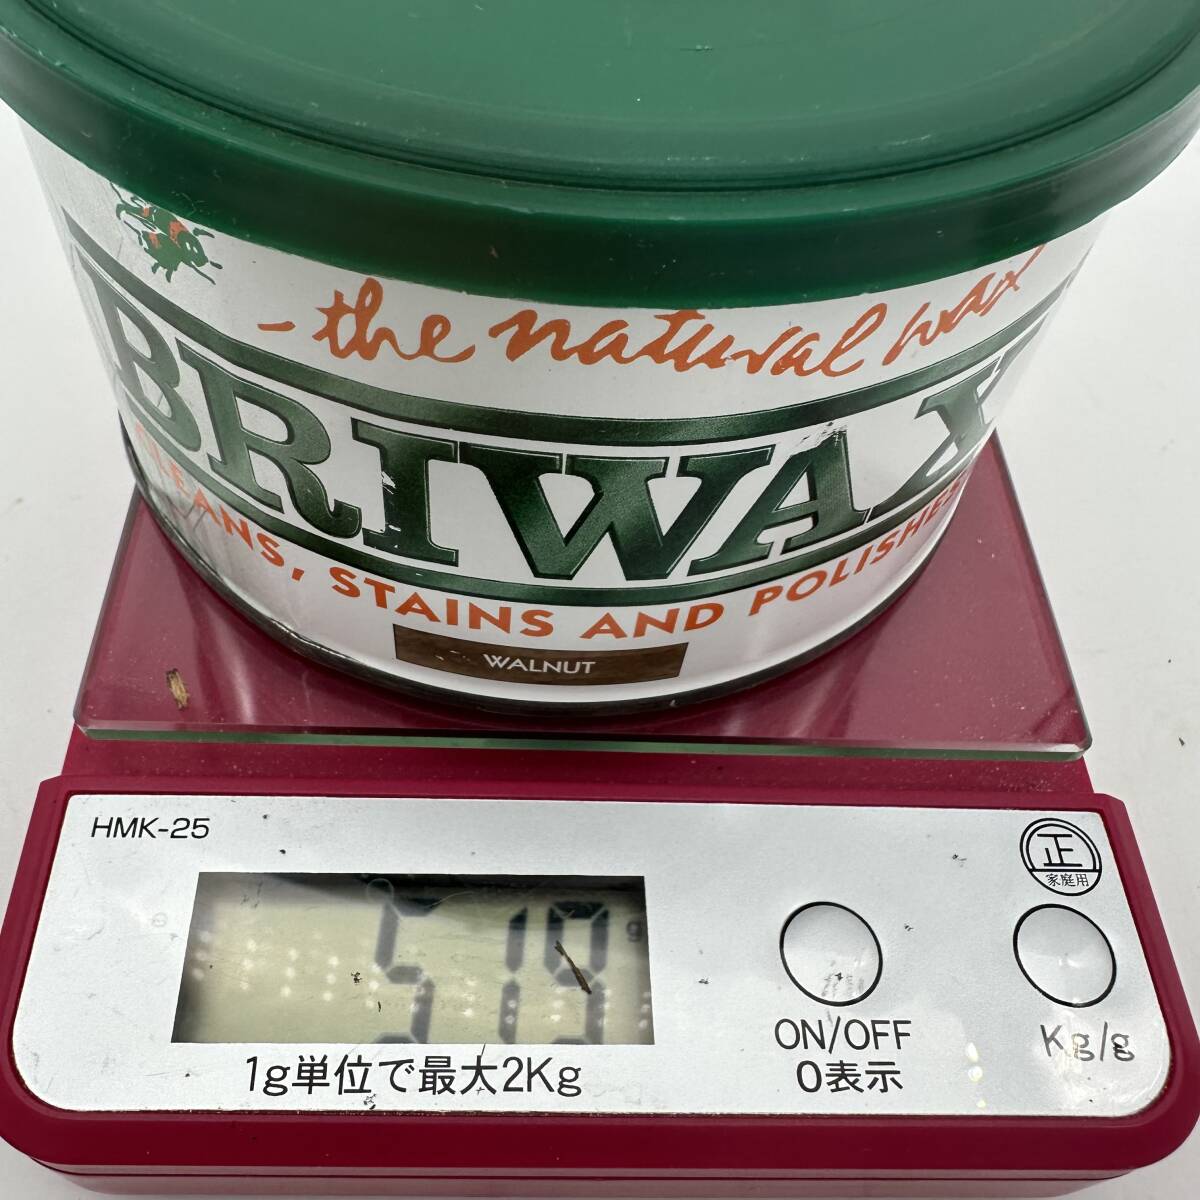 -the natural wax
BRIWAX
CLEANS, STAINS AND POLISHES
WALNUT
HMK-25
正
家庭用
519 g
ON/OFF
0表示
Kg/g
1g単位で最大2Kg